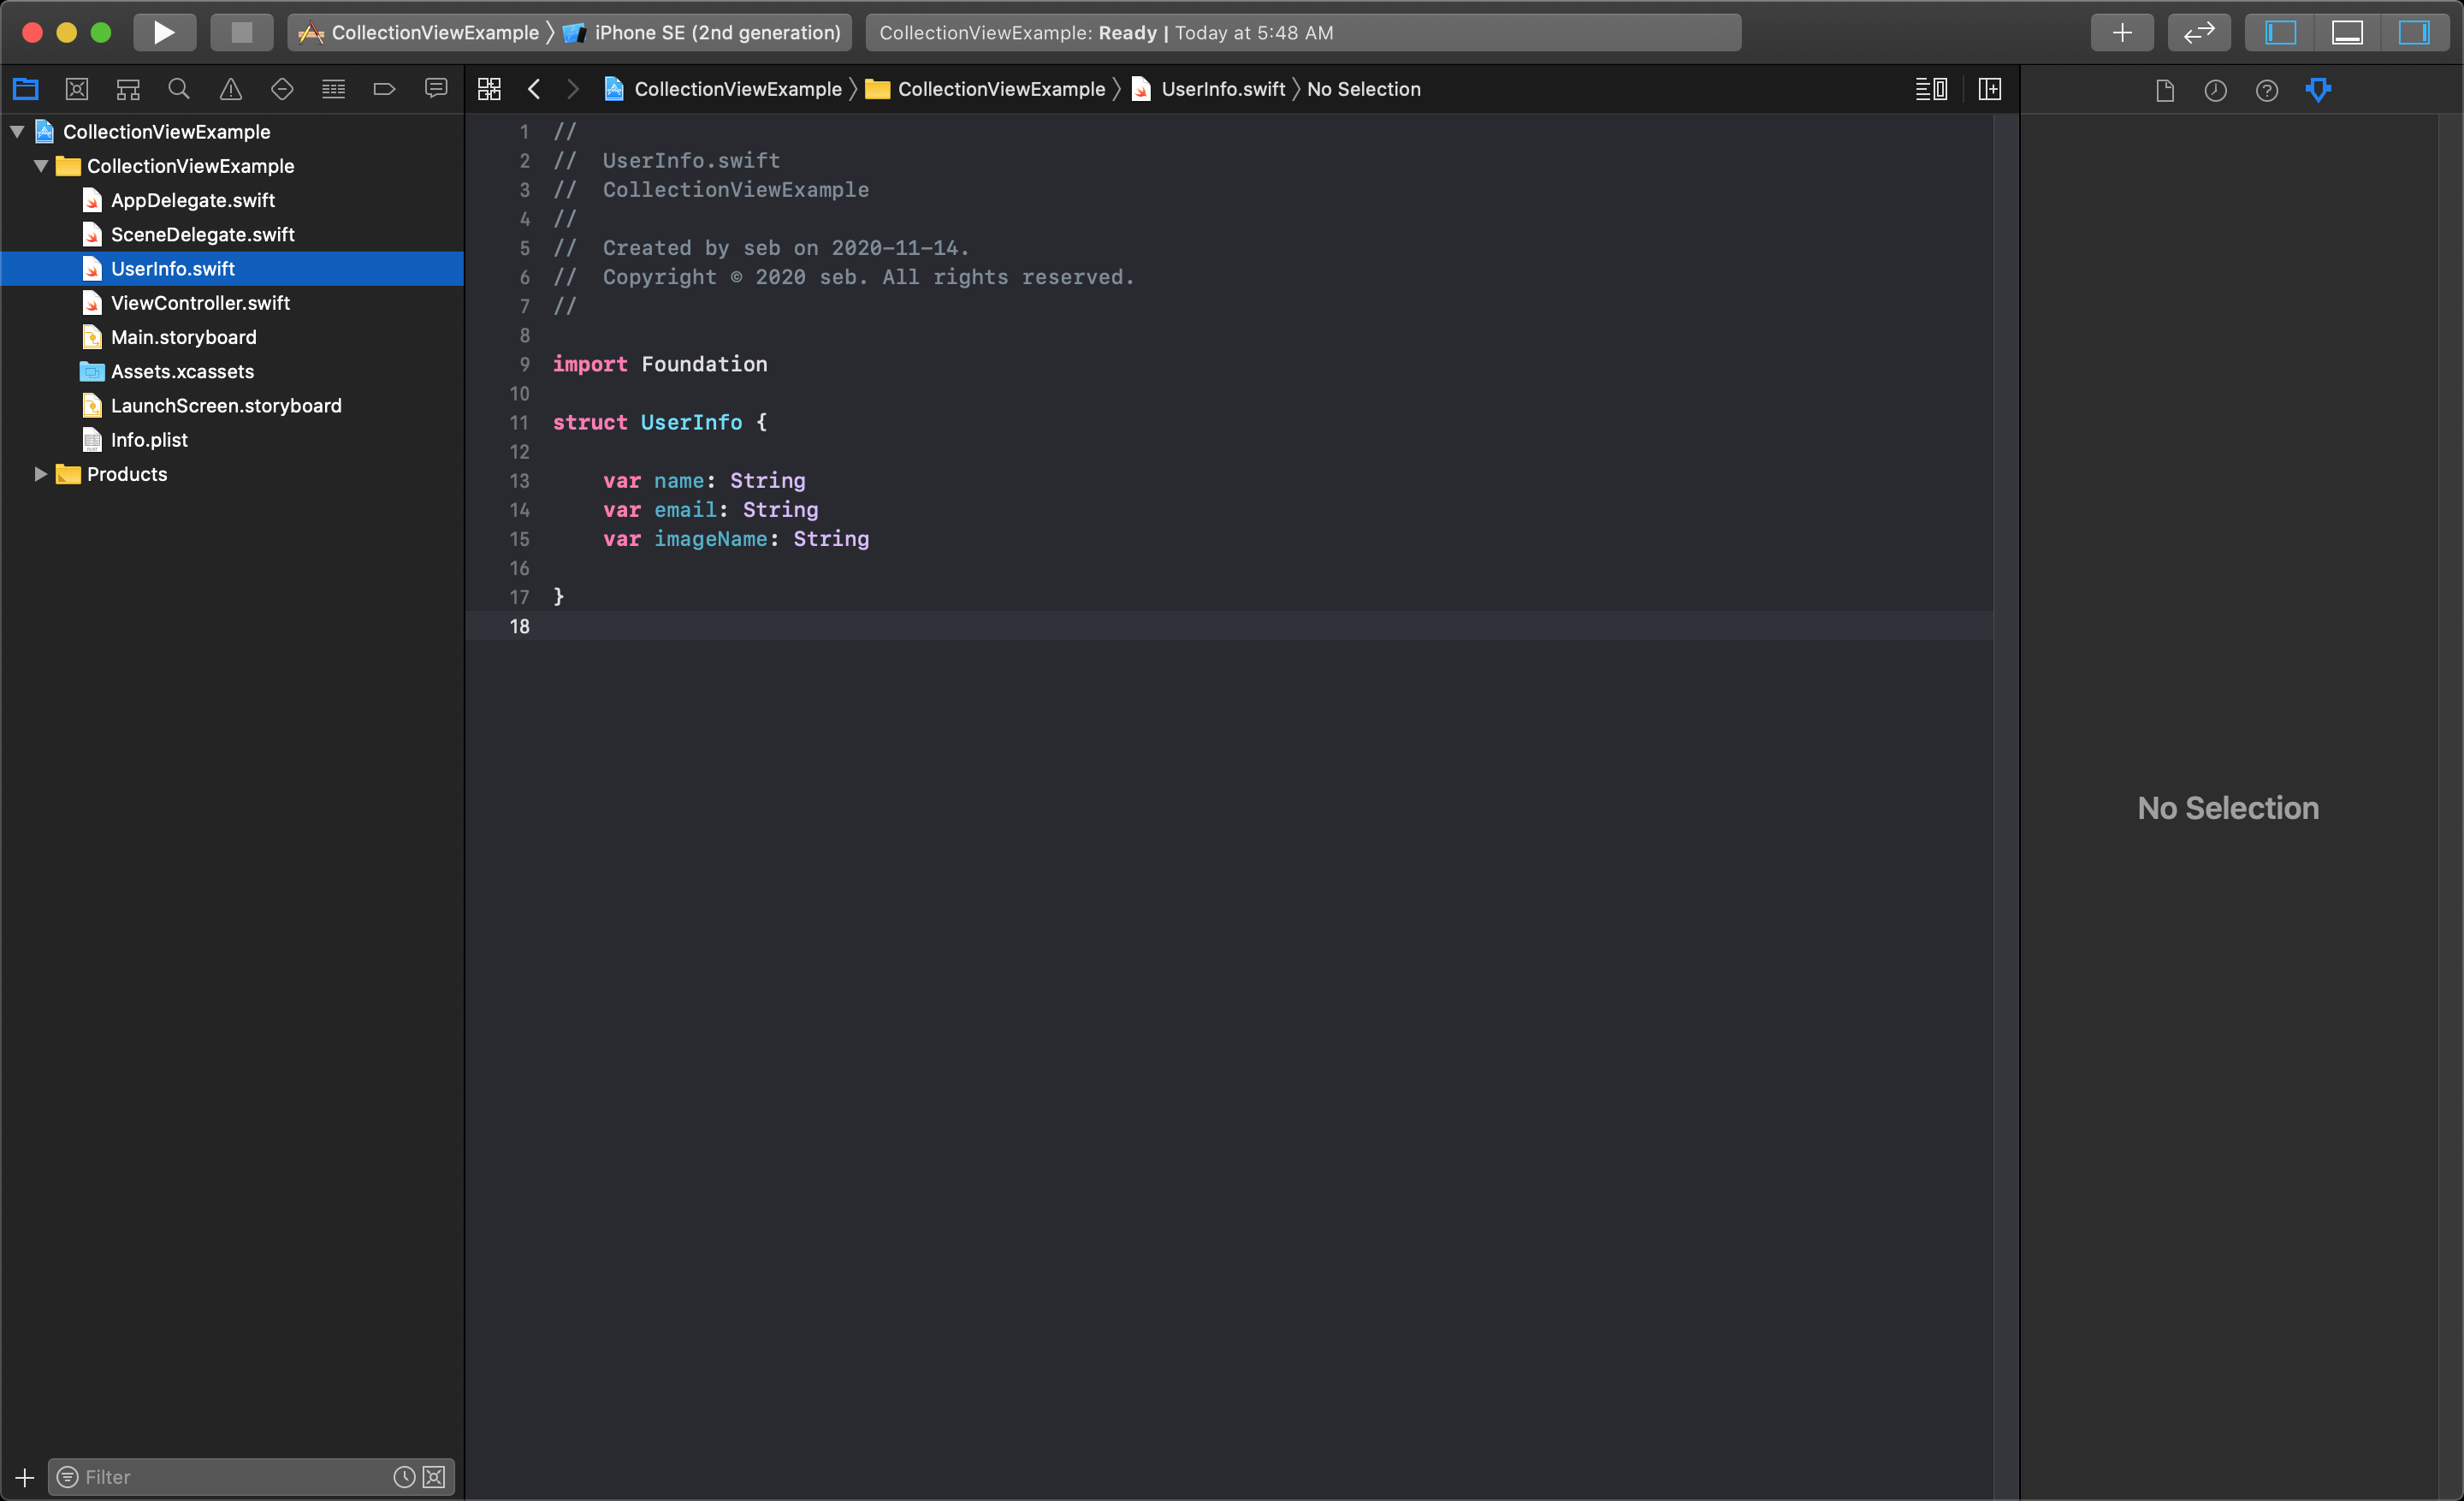 CollectionViewExample 〉 iPhone SE (2nd generation)
CollectionViewExample: Ready | Today at 5:48 AM
CollectionViewExample 〉 CollectionViewExample 〉 UserInfo.swift 〉 No Selection
CollectionViewExample
CollectionViewExample
AppDelegate.swift
SceneDelegate.swift
UserInfo.swift
ViewController.swift
Main.storyboard
Assets.xcassets
LaunchScreen.storyboard
Info.plist
Products
1 //
2 //  UserInfo.swift
3 //  CollectionViewExample
4 //
5 //  Created by seb on 2020-11-14.
6 //  Copyright © 2020 seb. All rights reserved.
7 //
8
9 import Foundation
10
11 struct UserInfo {
12
13     var name: String
14     var email: String
15     var imageName: String
16
17 }
18
No Selection
Filter